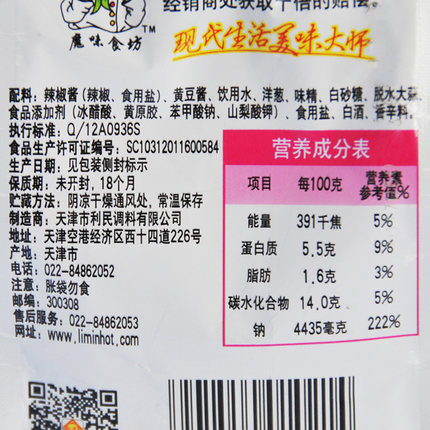 经销商处获取十倍的赔偿。
魔味食坊
TM
现代生活美味大师
配料：辣椒酱（辣椒、食用盐）、黄豆酱、饮用水、洋葱、味精、白砂糖、脱水大蒜、
食品添加剂（冰醋酸、黄原胶、苯甲酸钠、山梨酸钾）、食用盐、白酒、香辛料
执行标准：Q/12A0936S
食品生产许可证编号：SC10312011600584
生产日期：见包装侧封标示
保质期：未开封，18个月
贮藏方法：阴凉干燥通风处，常温保存
制造商：天津市利民调料有限公司
地址：天津空港经济区西十四道226号
产地：天津市
电话：022-84862052
注意：胀袋勿食
邮编：300308
售后服务：022-84862053
网址：www.liminhot.com
营养成分表
项目 每100克 营养素参考值%
能量 391千焦 5%
蛋白质 5.5克 9%
脂肪 1.6克 3%
碳水化合物 14.0克 5%
钠 4435毫克 222%